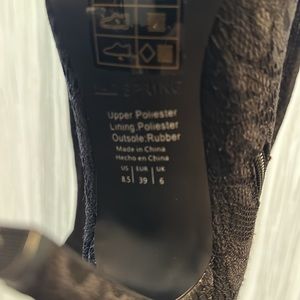 SPRING
Upper:Polyester
Lining:Polyester
Outsole:Rubber
Made in China
Hecho en China
US EUR UK
8.5 39 6